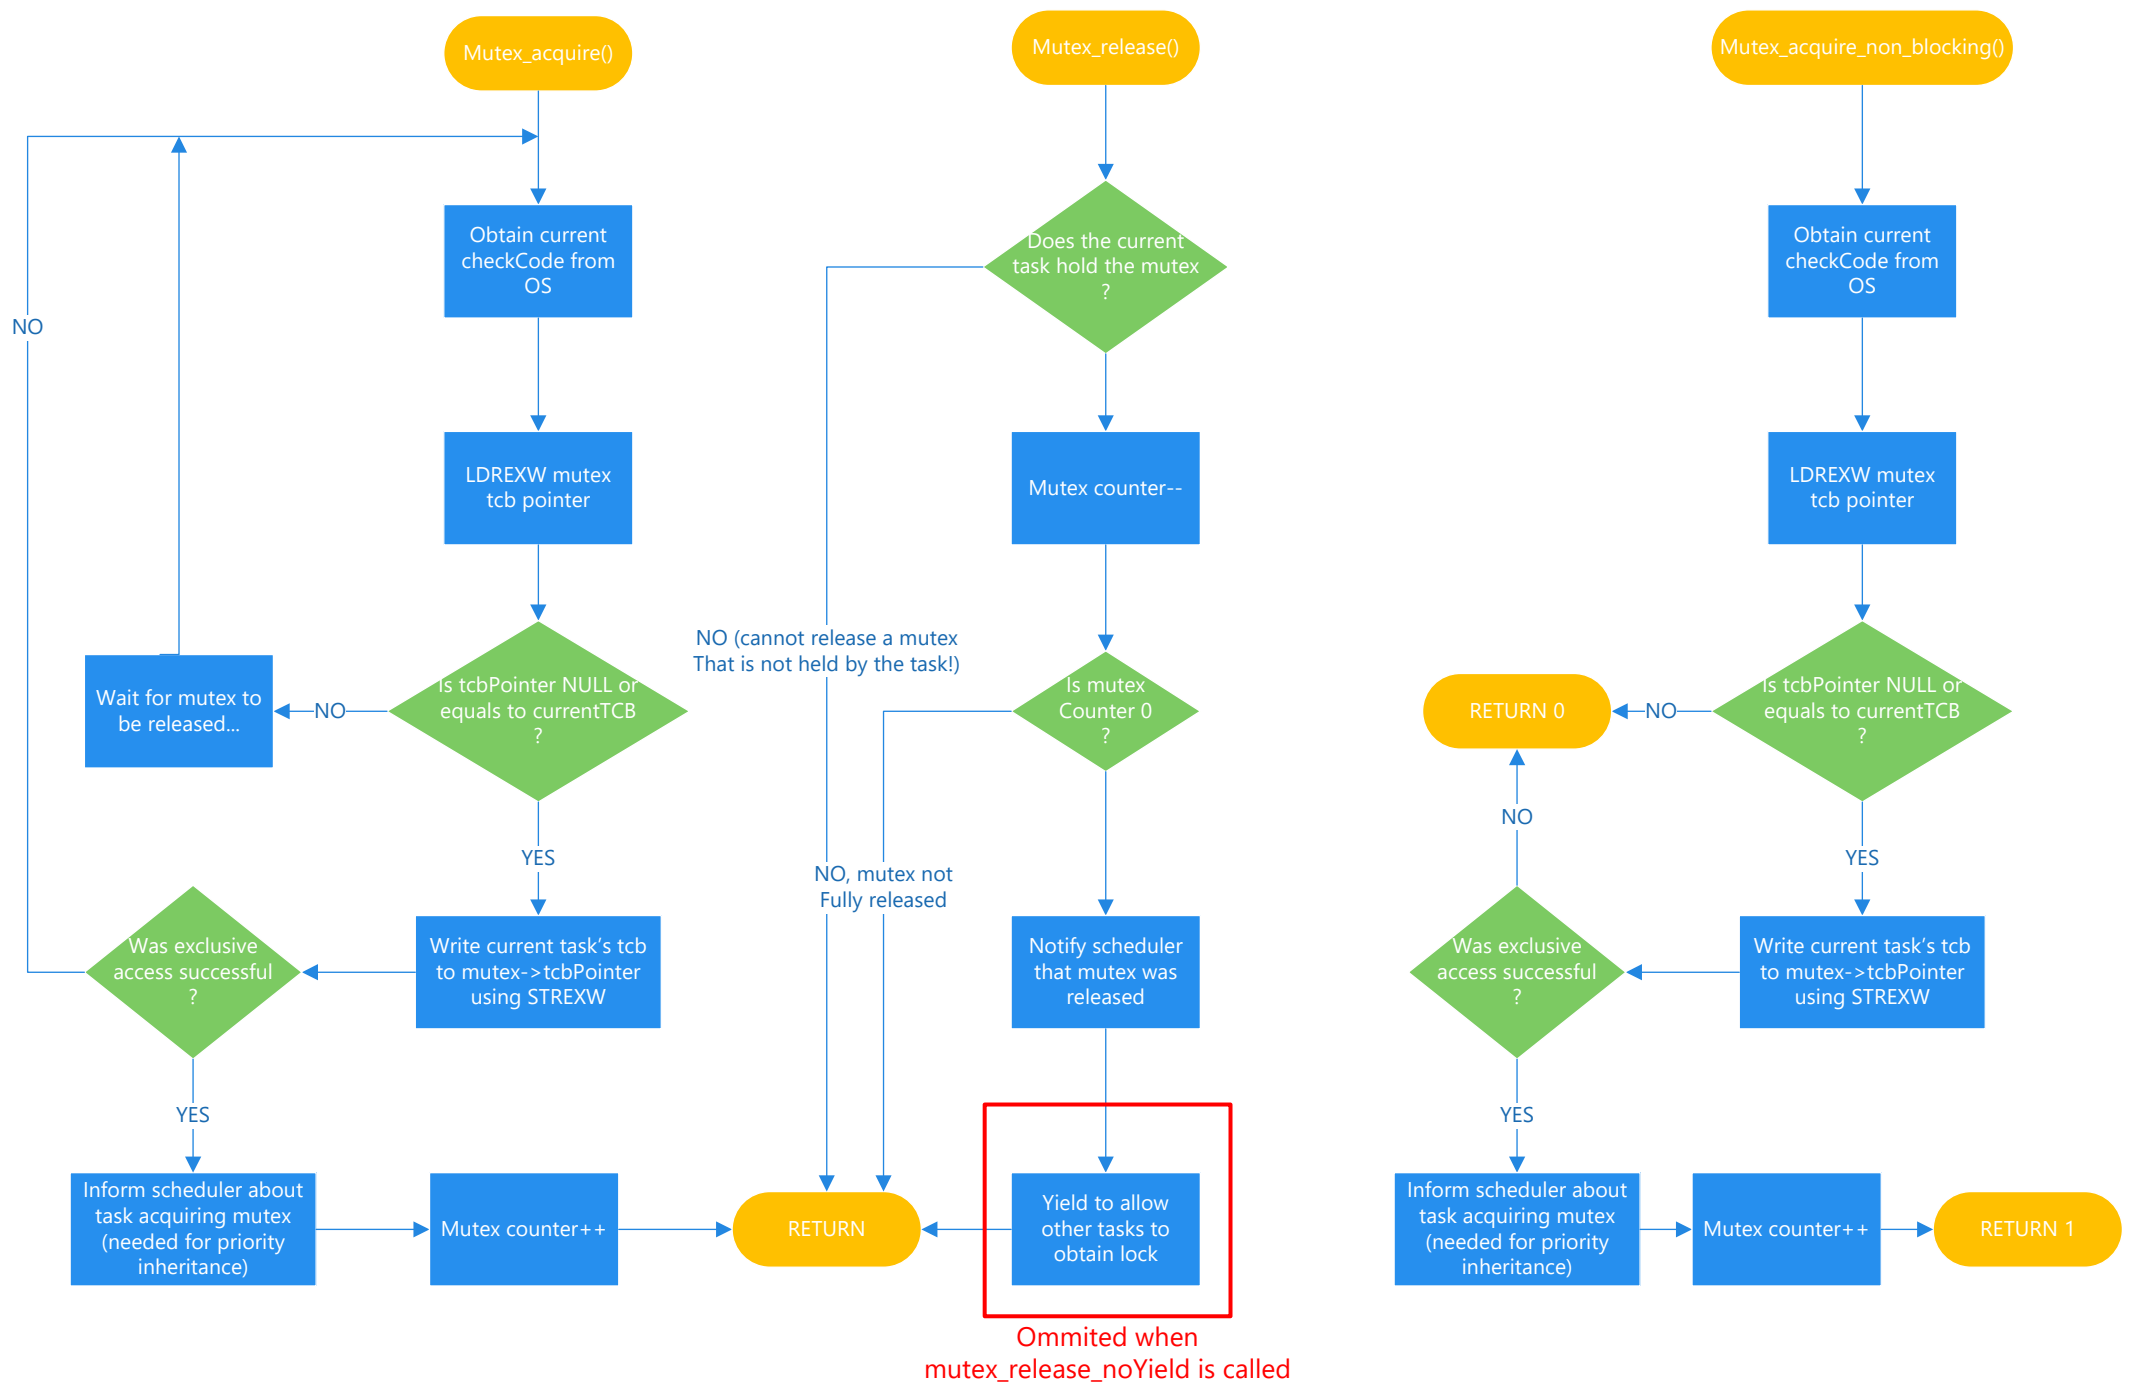 Mutex_acquire()
Obtain current
checkCode from
OS
LDREXW mutex
tcb pointer
Is tcbPointer NULL or
equals to currentTCB
?
NO
Wait for mutex to
be released...
YES
Write current task's tcb
to mutex->tcbPointer
using STREXW
Was exclusive
access successful
?
NO
YES
Inform scheduler about
task acquiring mutex
(needed for priority
inheritance)
Mutex counter++
RETURN
Mutex_release()
Does the current
task hold the mutex
?
NO (cannot release a mutex
That is not held by the task!)
Mutex counter--
Is mutex
Counter 0
?
NO, mutex not
Fully released
Notify scheduler
that mutex was
released
Yield to allow
other tasks to
obtain lock
Ommited when
mutex_release_noYield is called
Mutex_acquire_non_blocking()
Obtain current
checkCode from
OS
LDREXW mutex
tcb pointer
Is tcbPointer NULL or
equals to currentTCB
?
NO
RETURN 0
YES
Write current task's tcb
to mutex->tcbPointer
using STREXW
Was exclusive
access successful
?
NO
YES
Inform scheduler about
task acquiring mutex
(needed for priority
inheritance)
Mutex counter++
RETURN 1